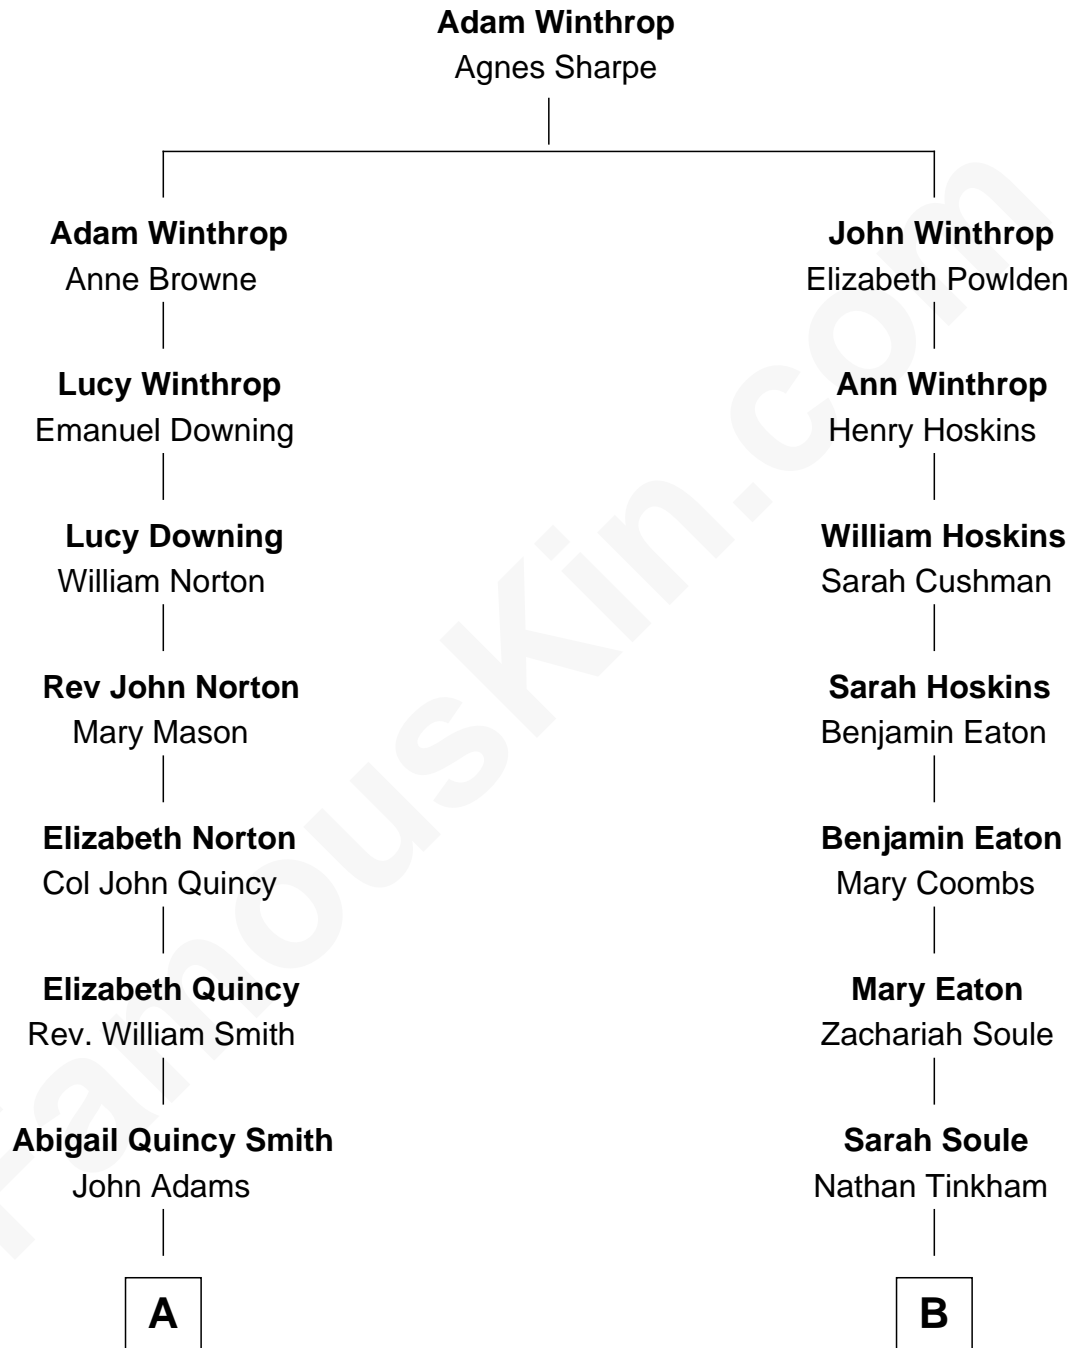 Adam Winthrop
Agnes Sharpe
Adam Winthrop
Anne Browne
John Winthrop
Elizabeth Powlden
Lucy Winthrop
Emanuel Downing
Ann Winthrop
Henry Hoskins
Lucy Downing
William Norton
William Hoskins
Sarah Cushman
Rev John Norton
Mary Mason
Sarah Hoskins
Benjamin Eaton
Elizabeth Norton
Col John Quincy
Benjamin Eaton
Mary Coombs
Elizabeth Quincy
Rev. William Smith
Mary Eaton
Zachariah Soule
Abigail Quincy Smith
John Adams
Sarah Soule
Nathan Tinkham
A
B
FamousKin.com